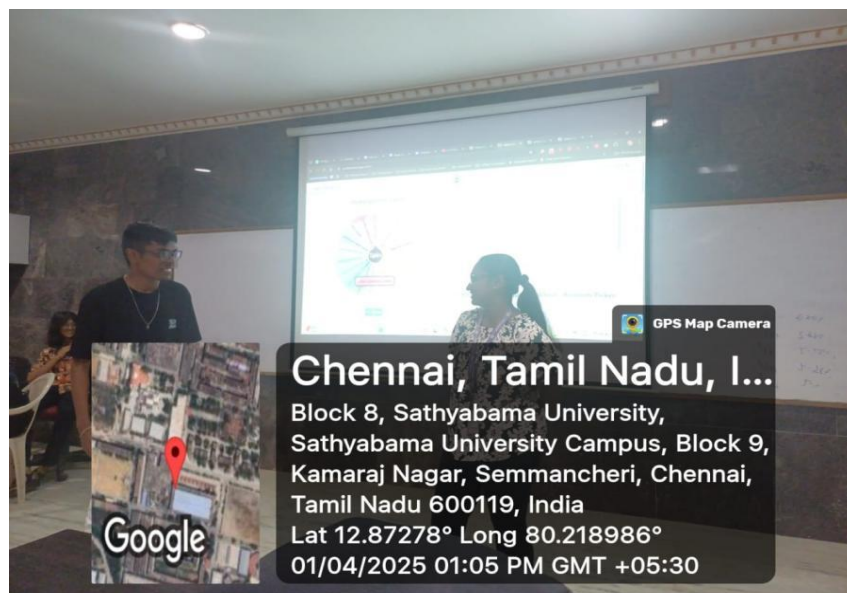 GPS Map Camera
Chennai, Tamil Nadu, I...
Block 8, Sathyabama University,
Sathyabama University Campus, Block 9,
Kamaraj Nagar, Semmancheri, Chennai,
Tamil Nadu 600119, India
Lat 12.87278° Long 80.218986°
01/04/2025 01:05 PM GMT +05:30
Google